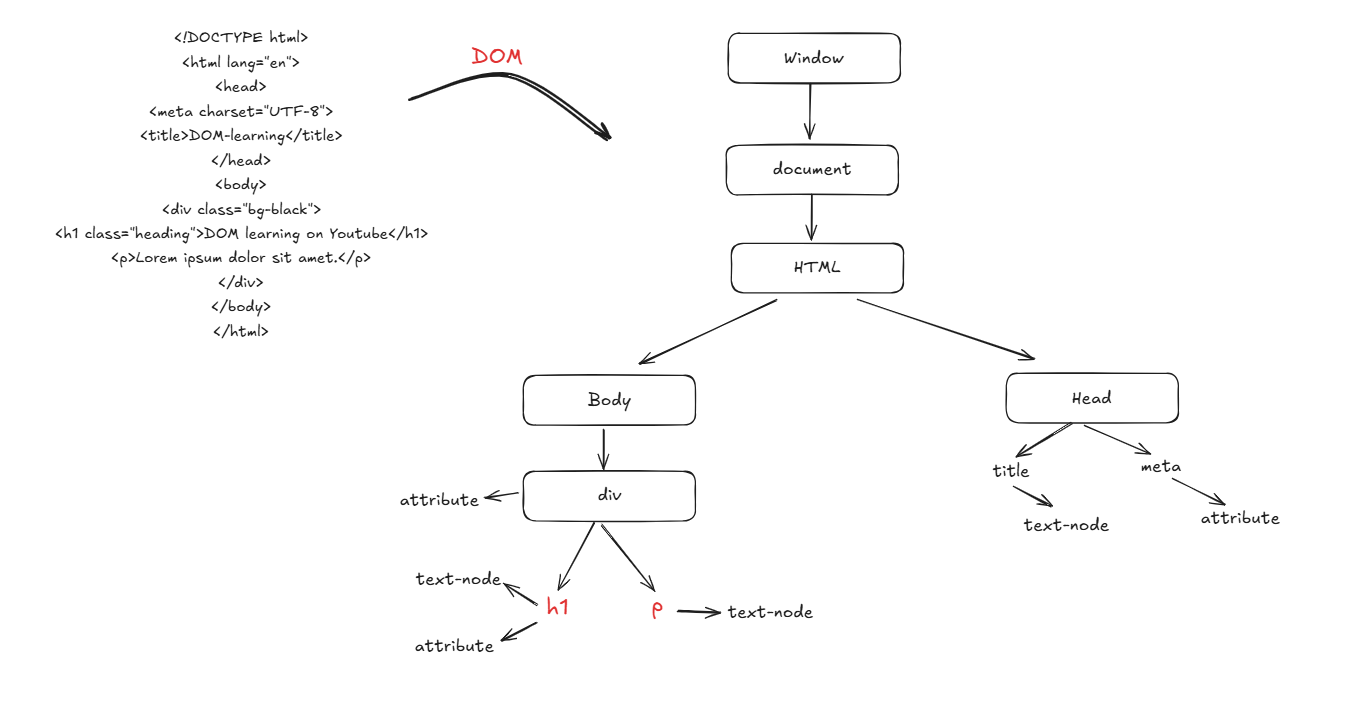 <!DOCTYPE html>
<html lang="en">
<head>
<meta charset="UTF-8">
<title>DOM-learning</title>
</head>
<body>
<div class="bg-black">
<h1 class="heading">DOM learning on Youtube</h1>
<p>Lorem ipsum dolor sit amet.</p>
</div>
</body>
</html>
DOM
Window
document
HTML
Body
Head
title
meta
text-node
attribute
attribute
div
text-node
h1
attribute
p
text-node